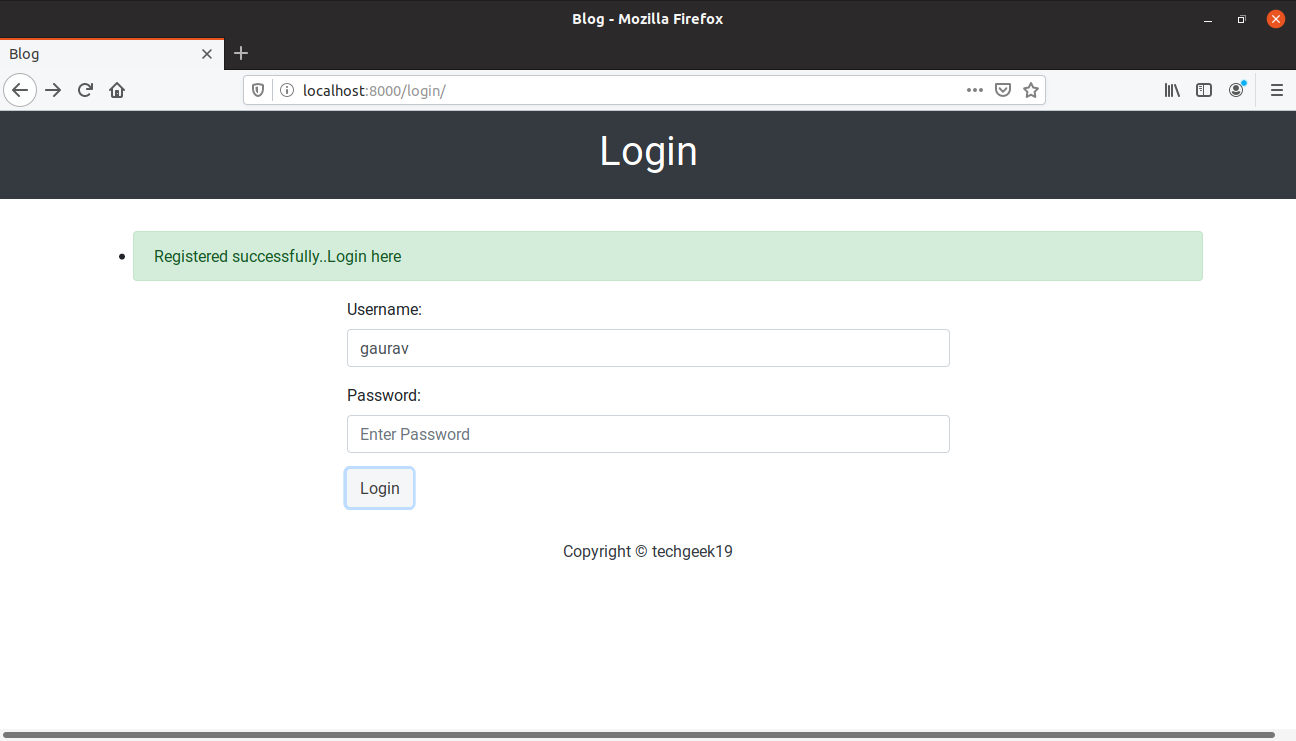 Blog - Mozilla Firefox
Blog
localhost:8000/login/
Login
Registered successfully..Login here
Username:
gaurav
Password:
Enter Password
Login
Copyright © techgeek19